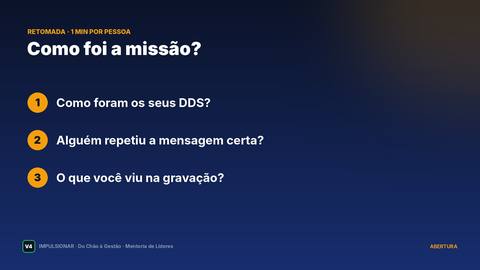 RETOMADA · 1 MIN POR PESSOA
Como foi a missão?
1 Como foram os seus DDS?
2 Alguém repetiu a mensagem certa?
3 O que você viu na gravação?
V4 IMPULSIONAR · Do Chão à Gestão · Mentoria de Líderes
ABERTURA